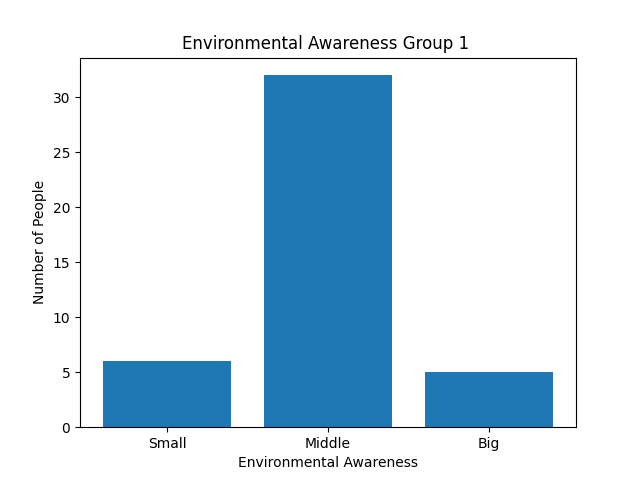 Environmental Awareness Group 1
Number of People
30
25
20
15
10
5
0
Small Middle Big
Environmental Awareness